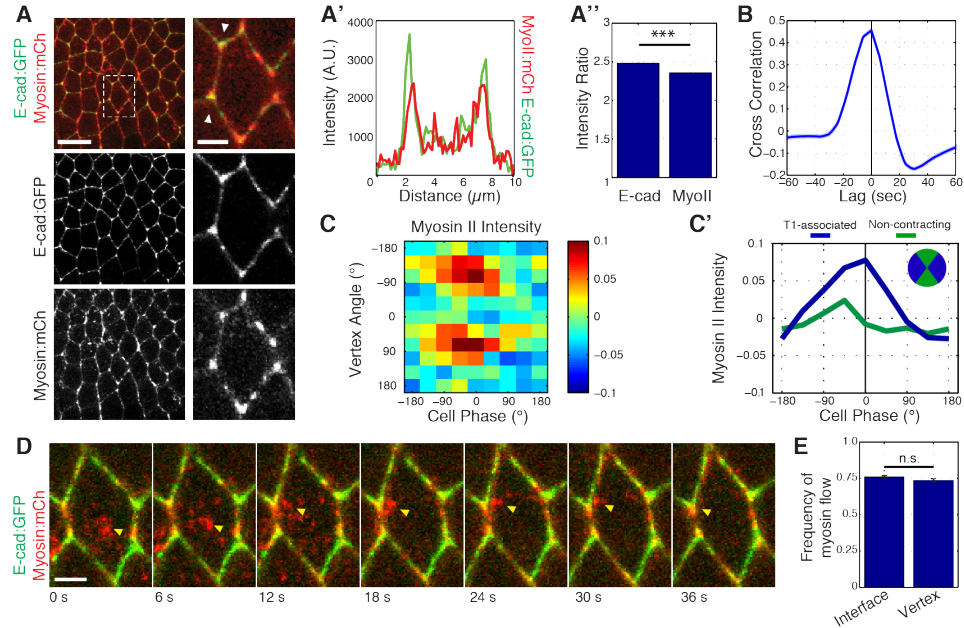 A
E-cad:GFP
Myosin:mCh
E-cad:GFP
Myosin:mCh
A'
Intensity (A.U.)
4000
3000
2000
1000
0 2 4 6 8 10
Distance (µm)
MyoII:mCh E-cad:GFP
A''
Intensity Ratio
3
2.5
2
1.5
1
***
E-cad MyoII
B
Cross Correlation
0.5
0.4
0.3
0.2
0.1
0
-0.1
-0.2
−60 −40 −20 0 20 40 60
Lag (sec)
C
Myosin II Intensity
Vertex Angle (°)
−180
−90
0
90
180
−180 −90 0 90 180
Cell Phase (°)
0.1
0.05
0
−0.05
−0.1
C'
T1-associated Non-contracting
Myosin II Intensity
0.1
0.05
0
−0.05
−0.1
-180 −90 0 90 180
Cell Phase (°)
D
E-cad:GFP
Myosin:mCh
0 s 6 s 12 s 18 s 24 s 30 s 36 s
E
Frequency of
myosin flow
1.0
0.75
0.5
0.25
0
n.s.
Interface Vertex